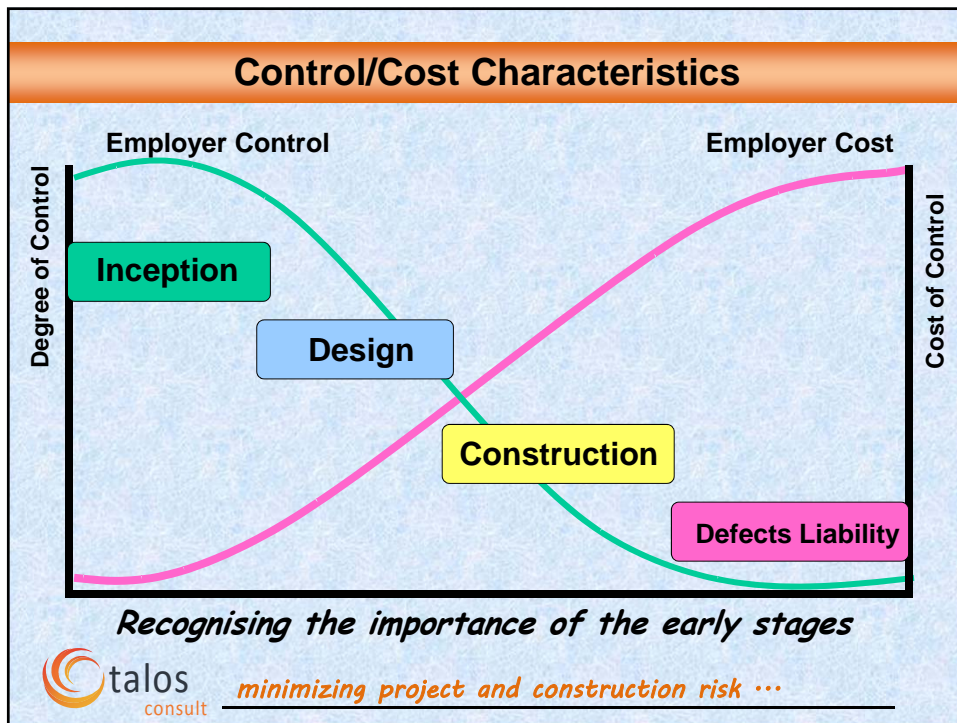 Control/Cost Characteristics
Employer Control
Employer Cost
Degree of Control
Cost of Control
Inception
Design
Construction
Defects Liability
Recognising the importance of the early stages
talos
consult
minimizing project and construction risk ...